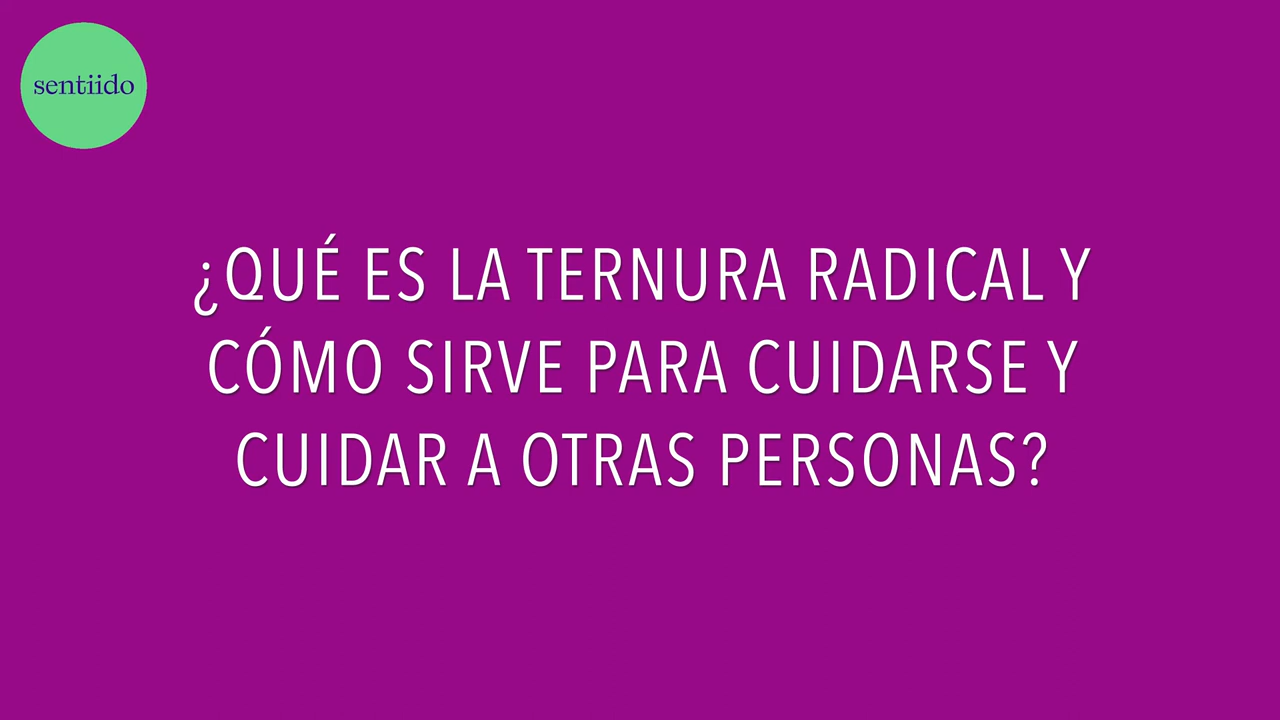 sentiido
¿QUÉ ES LA TERNURA RADICAL Y
CÓMO SIRVE PARA CUIDARSE Y
CUIDAR A OTRAS PERSONAS?